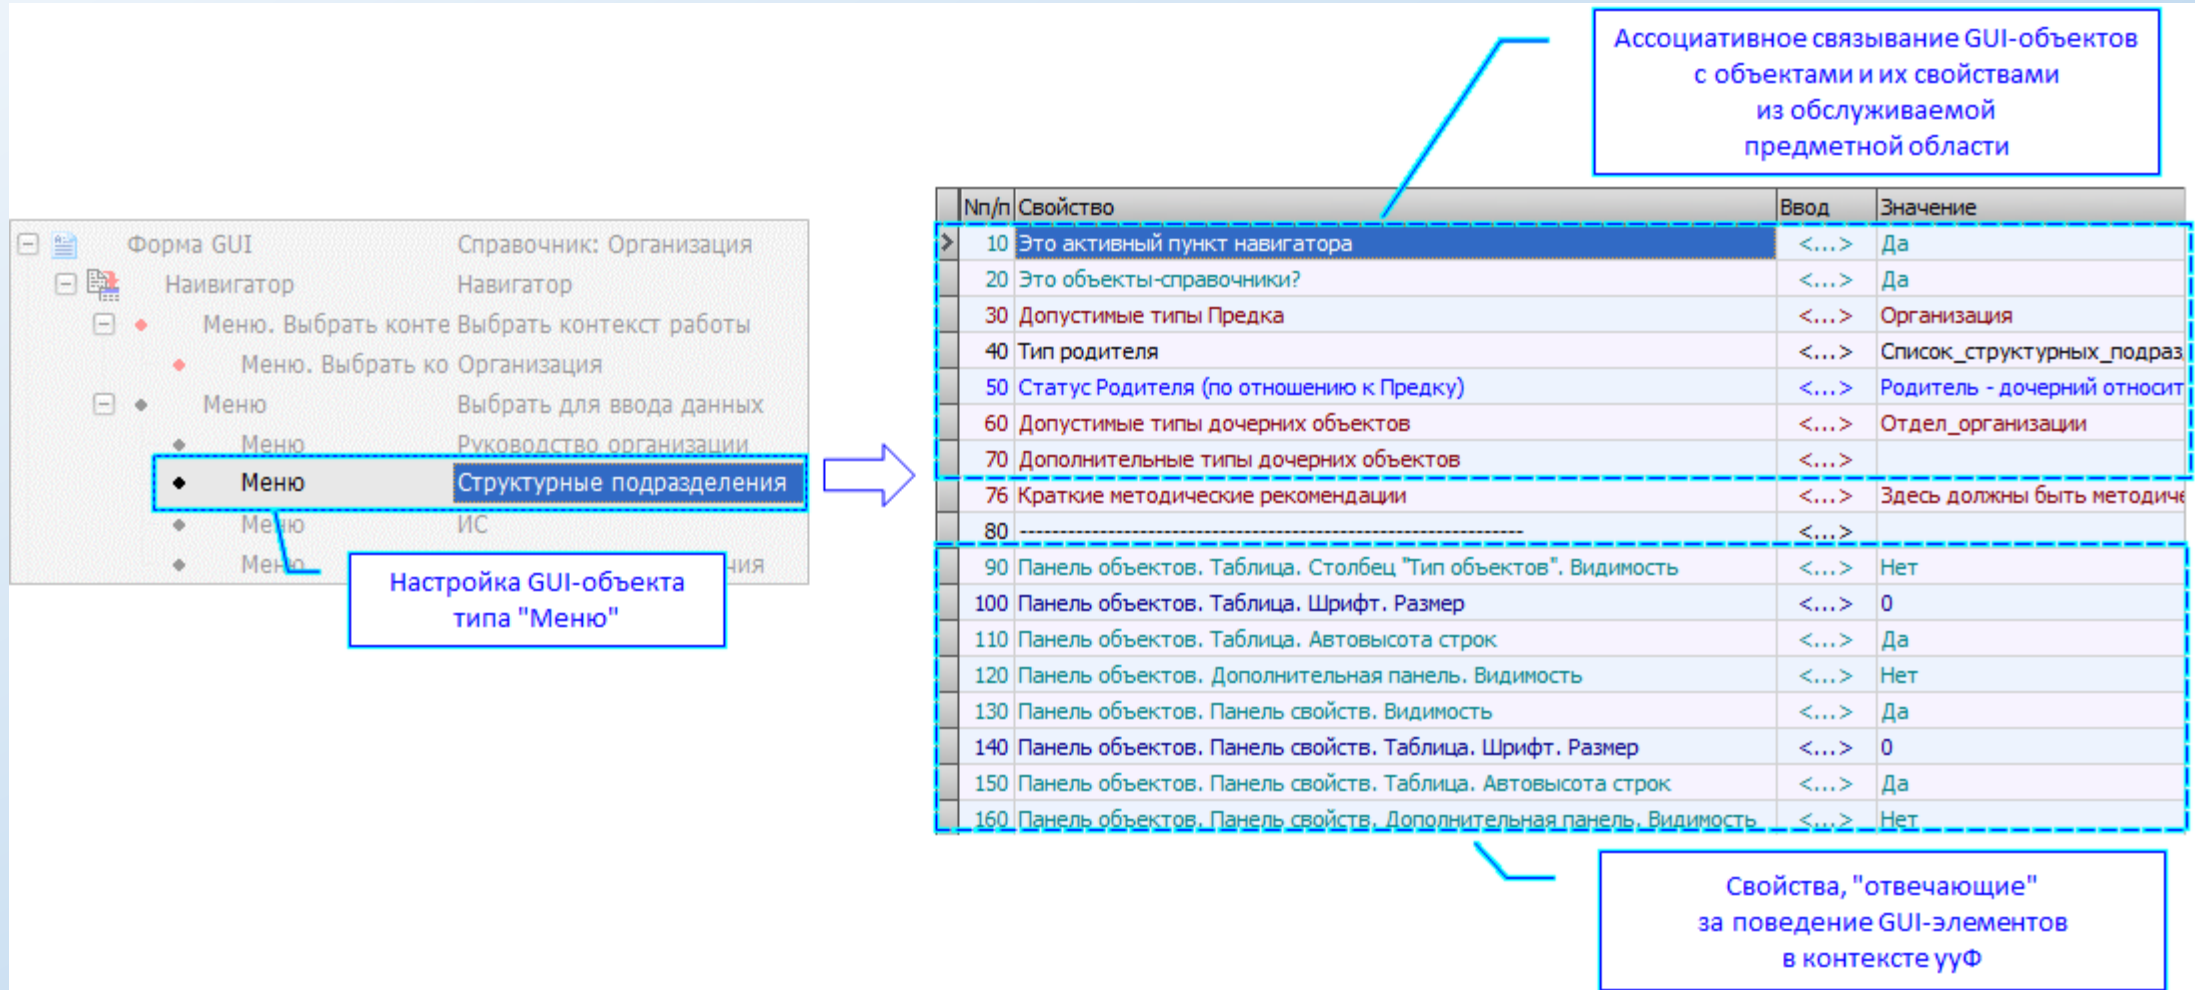 Ассоциативное связывание GUI-объектов
с объектами и их свойствами
из обслуживаемой
предметной области
Форма GUI Справочник: Организация
Наивигатор Навигатор
Меню. Выбрать конте Выбрать контекст работы
Меню. Выбрать ко Организация
Меню Выбрать для ввода данных
Меню Руководство организации
Меню Структурные подразделения
Меню ИС
Меню
Настройка GUI-объекта
типа "Меню"
Nп/п Свойство Ввод Значение
10 Это активный пункт навигатора <...> Да
20 Это объекты-справочники? <...> Да
30 Допустимые типы Предка <...> Организация
40 Тип родителя <...> Список_структурных_подраз
50 Статус Родителя (по отношению к Предку) <...> Родитель - дочерний относит
60 Допустимые типы дочерних объектов <...> Отдел_организации
70 Дополнительные типы дочерних объектов <...>
76 Краткие методические рекомендации <...> Здесь должны быть методиче
80 ------------------------------------------------------------- <...>
90 Панель объектов. Таблица. Столбец "Тип объектов". Видимость <...> Нет
100 Панель объектов. Таблица. Шрифт. Размер <...> 0
110 Панель объектов. Таблица. Автовысота строк <...> Да
120 Панель объектов. Дополнительная панель. Видимость <...> Нет
130 Панель объектов. Панель свойств. Видимость <...> Да
140 Панель объектов. Панель свойств. Таблица. Шрифт. Размер <...> 0
150 Панель объектов. Панель свойств. Таблица. Автовысота строк <...> Да
160 Панель объектов. Панель свойств. Дополнительная панель. Видимость <...> Нет
Свойства, "отвечающие"
за поведение GUI-элементов
в контексте ууФ